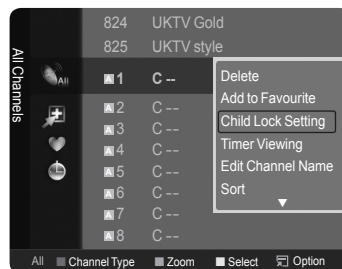 824 UKTV Gold
825 UKTV style
All Channels
All
A 1 C --
A 2 C --
A 3 C --
A 4 C --
A 5 C --
A 6 C --
A 7 C --
A 8 C --
Delete
Add to Favourite
Child Lock Setting
Timer Viewing
Edit Channel Name
Sort
All Channel Type Zoom Select Option